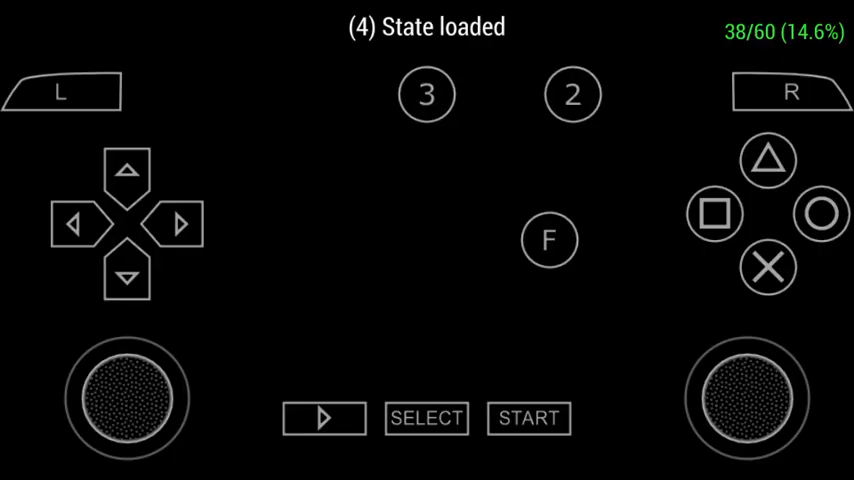 (4) State loaded
38/60 (14.6%)
L
3
2
R
F
SELECT
START